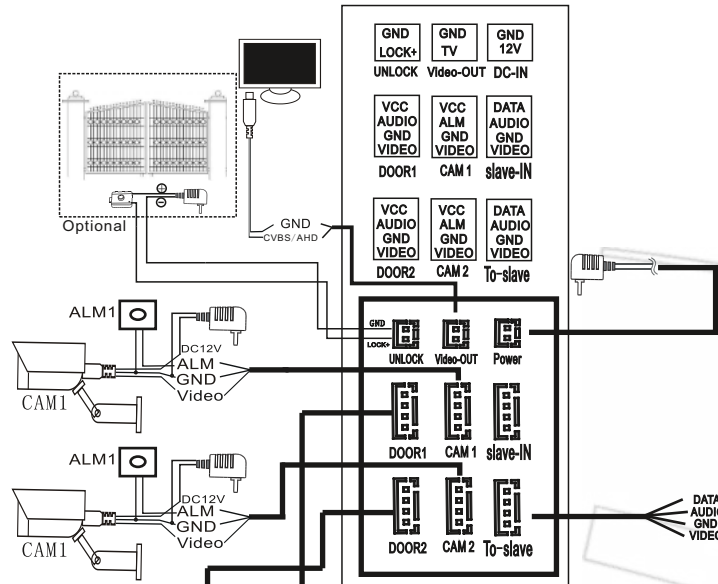 GND
LOCK+
UNLOCK
GND
TV
Video-OUT
GND
12V
DC-IN
VCC
AUDIO
GND
VIDEO
DOOR1
VCC
ALM
GND
VIDEO
CAM 1
DATA
AUDIO
GND
VIDEO
slave-IN
VCC
AUDIO
GND
VIDEO
DOOR2
VCC
ALM
GND
VIDEO
CAM 2
DATA
AUDIO
GND
VIDEO
To-slave
Optional
GND
CVBS/AHD
GND
LOCK+
UNLOCK
Video-OUT
Power
ALM1
DC12V
ALM
GND
Video
CAM1
DOOR1
CAM 1
slave-IN
ALM1
DC12V
ALM
GND
Video
CAM1
DOOR2
CAM 2
To-slave
DATA
AUDIO
GND
VIDEO